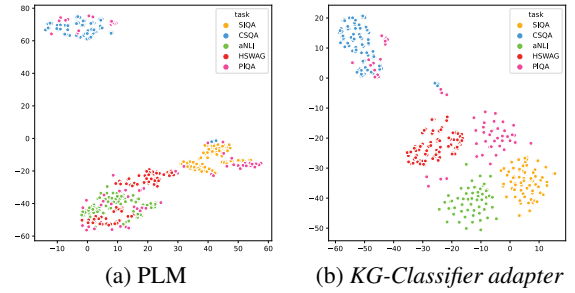 task
SIQA
CSQA
aNLI
HSWAG
PIQA
80
60
40
20
0
−20
−40
−60
−10 0 10 20 30 40 50 60
(a) PLM
task
SIQA
CSQA
aNLI
HSWAG
PIQA
20
10
0
−10
−20
−30
−40
−50
−60 −50 −40 −30 −20 −10 0 10
(b) KG-Classifier adapter